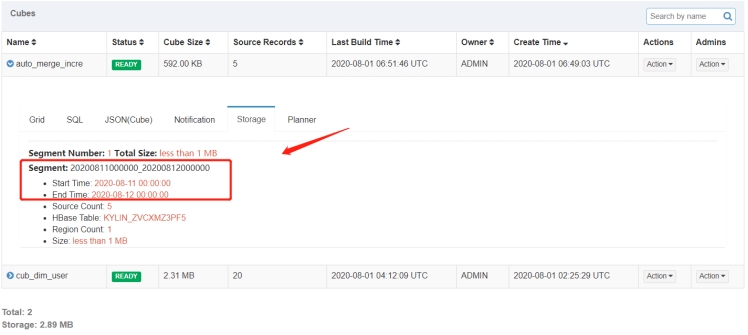 Cubes
Search by name
Name Status Cube Size Source Records Last Build Time Owner Create Time Actions Admins
auto_merge_incre READY 592.00 KB 5 2020-08-01 06:51:46 UTC ADMIN 2020-08-01 06:49:03 UTC Action Action
Grid SQL JSON(Cube) Notification Storage Planner
Segment Number: 1 Total Size: less than 1 MB
Segment: 20200811000000_20200812000000
Start Time: 2020-08-11 00:00:00
End Time: 2020-08-12 00:00:00
Source Count: 5
HBase Table: KYLIN_ZVCXMZ3PF5
Region Count: 1
Size: less than 1 MB
cub_dim_user READY 2.31 MB 20 2020-08-01 04:12:09 UTC ADMIN 2020-08-01 02:25:29 UTC Action Action
Total: 2
Storage: 2.89 MB